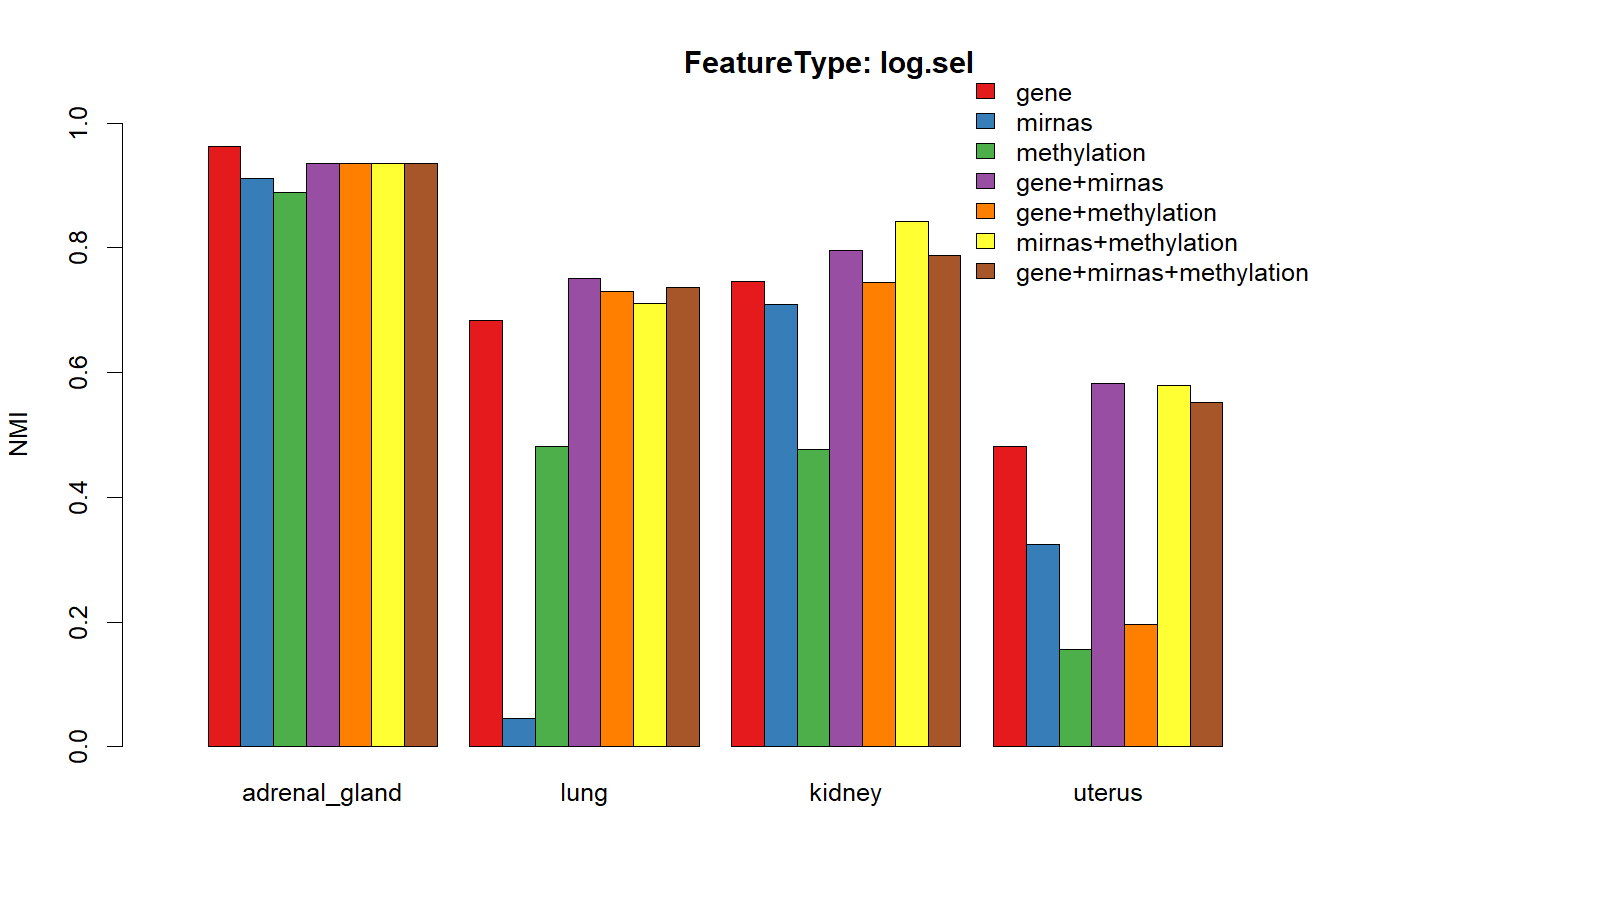 FeatureType: log.sel
gene
mirnas
methylation
gene+mirnas
gene+methylation
mirnas+methylation
gene+mirnas+methylation
NMI
1.0
0.8
0.6
0.4
0.2
0.0
adrenal_gland lung kidney uterus